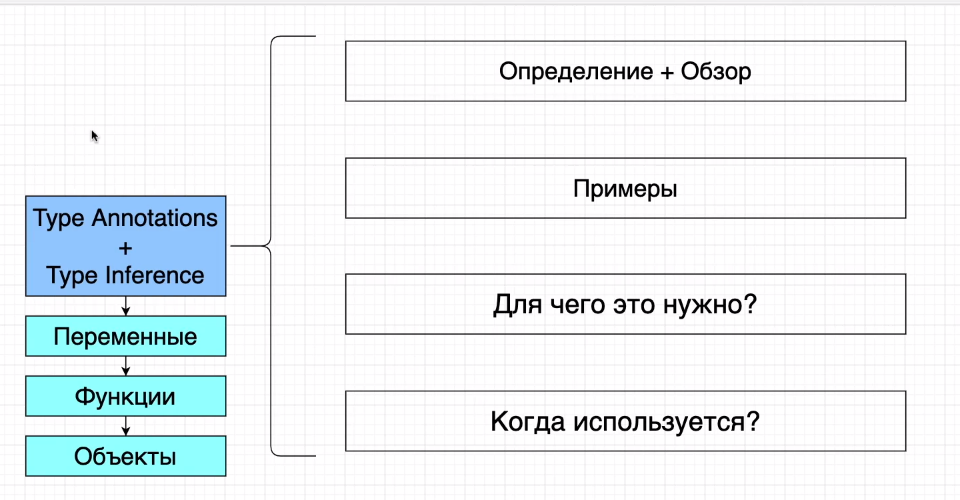 Type Annotations
+
Type Inference
Переменные
Функции
Объекты
Определение + Обзор
Примеры
Для чего это нужно?
Когда используется?